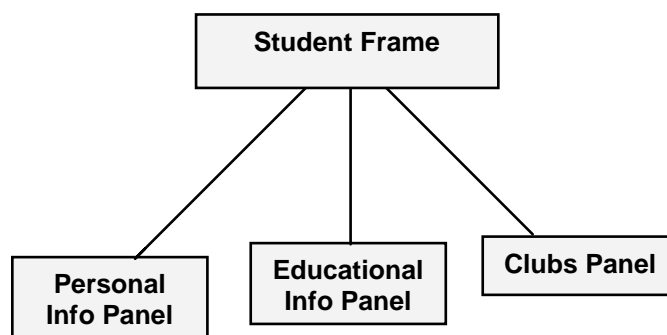 Student Frame
Personal
Info Panel
Educational
Info Panel
Clubs Panel